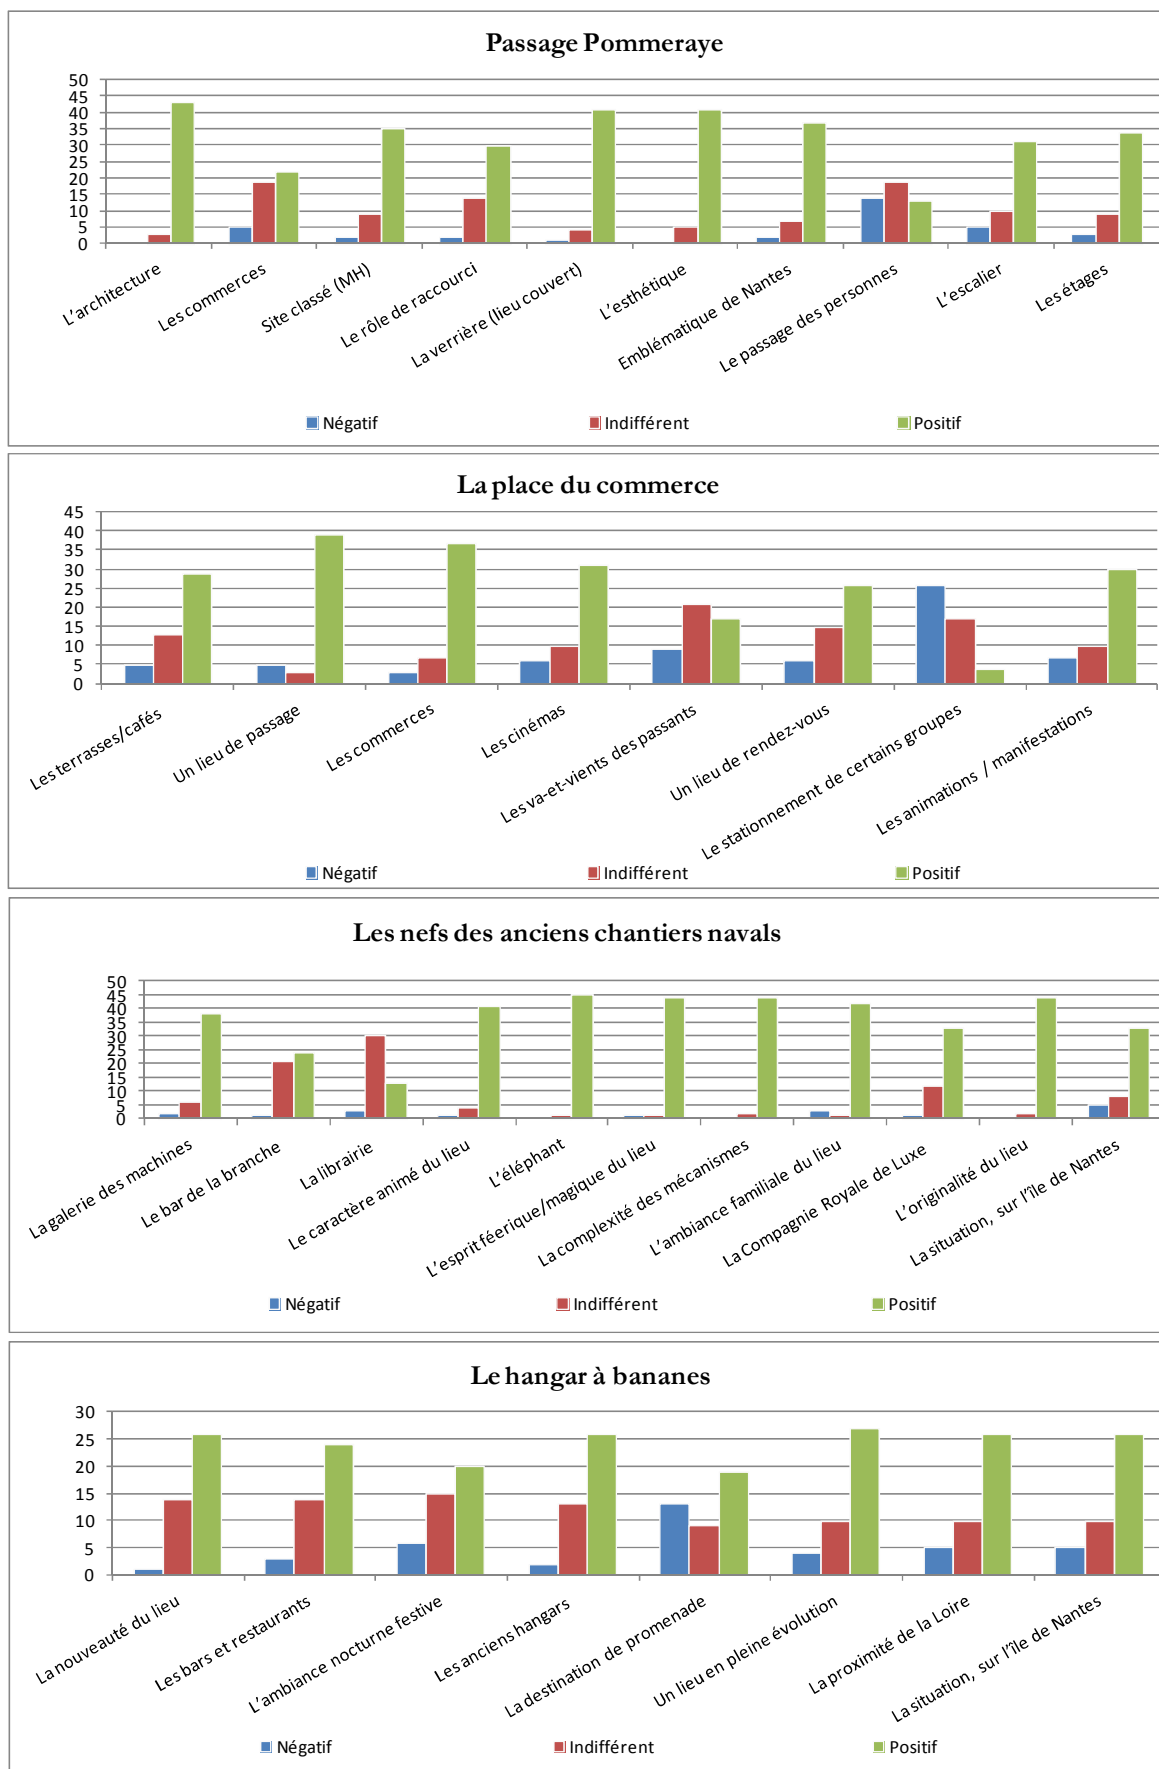 Passage Pommeraye
50
45
40
35
30
25
20
15
10
5
0
L'architecture
Les commerces
Site classé (MH)
Le rôle de raccourci
La verrière (lieu couvert)
L'esthétique
Emblématique de Nantes
Le passage des personnes
L'escalier
Les étages
Négatif Indifférent Positif
La place du commerce
45
40
35
30
25
20
15
10
5
0
Les terrasses/cafés
Un lieu de passage
Les commerces
Les cinémas
Les va-et-vients des passants
Un lieu de rendez-vous
Le stationnement de certains groupes
Les animations / manifestations
Négatif Indifférent Positif
Les nefs des anciens chantiers navals
50
45
40
35
30
25
20
15
10
5
0
La galerie des machines
Le bar de la branche
La librairie
Le caractère animé du lieu
L'éléphant
L'esprit féerique/magique du lieu
La complexité des mécanismes
L'ambiance familiale du lieu
La Compagnie Royale de Luxe
L'originalité du lieu
La situation, sur l'île de Nantes
Négatif Indifférent Positif
Le hangar à bananes
30
25
20
15
10
5
0
La nouveauté du lieu
Les bars et restaurants
L'ambiance nocturne festive
Les anciens hangars
La destination de promenade
Un lieu en pleine évolution
La proximité de la Loire
La situation, sur l'île de Nantes
Négatif Indifférent Positif